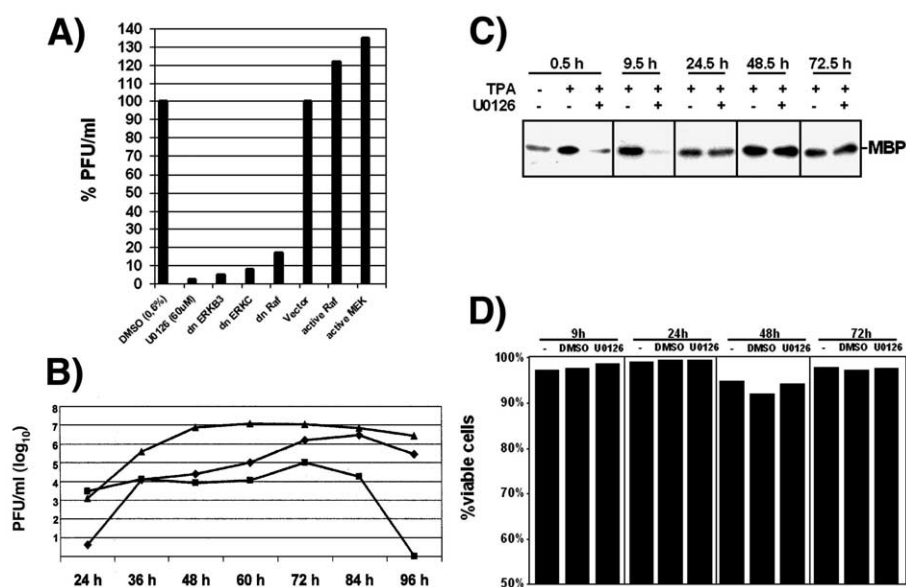 A)
140
130
120
110
100
90
80
70
60
50
40
30
20
10
0
% PFU/ml
DMSO (0,6%)
U0126 (60uM)
dn ERKB3
dn ERKC
dn Raf
Vector
active Raf
active MEK
B)
8
7
6
5
4
3
2
1
PFU/ml (log10)
24 h 36 h 48 h 60 h 72 h 84 h 96 h
C)
0.5 h 9.5 h 24.5 h 48.5 h 72.5 h
TPA - + + + + + + + + + +
U0126 - - + - + - + - + - +
-MBP
D)
9h 24h 48h 72h
- DMSO U0126 - DMSO U0126 - DMSO U0126 - DMSO U0126
100%
90%
80%
70%
60%
50%
%viable cells